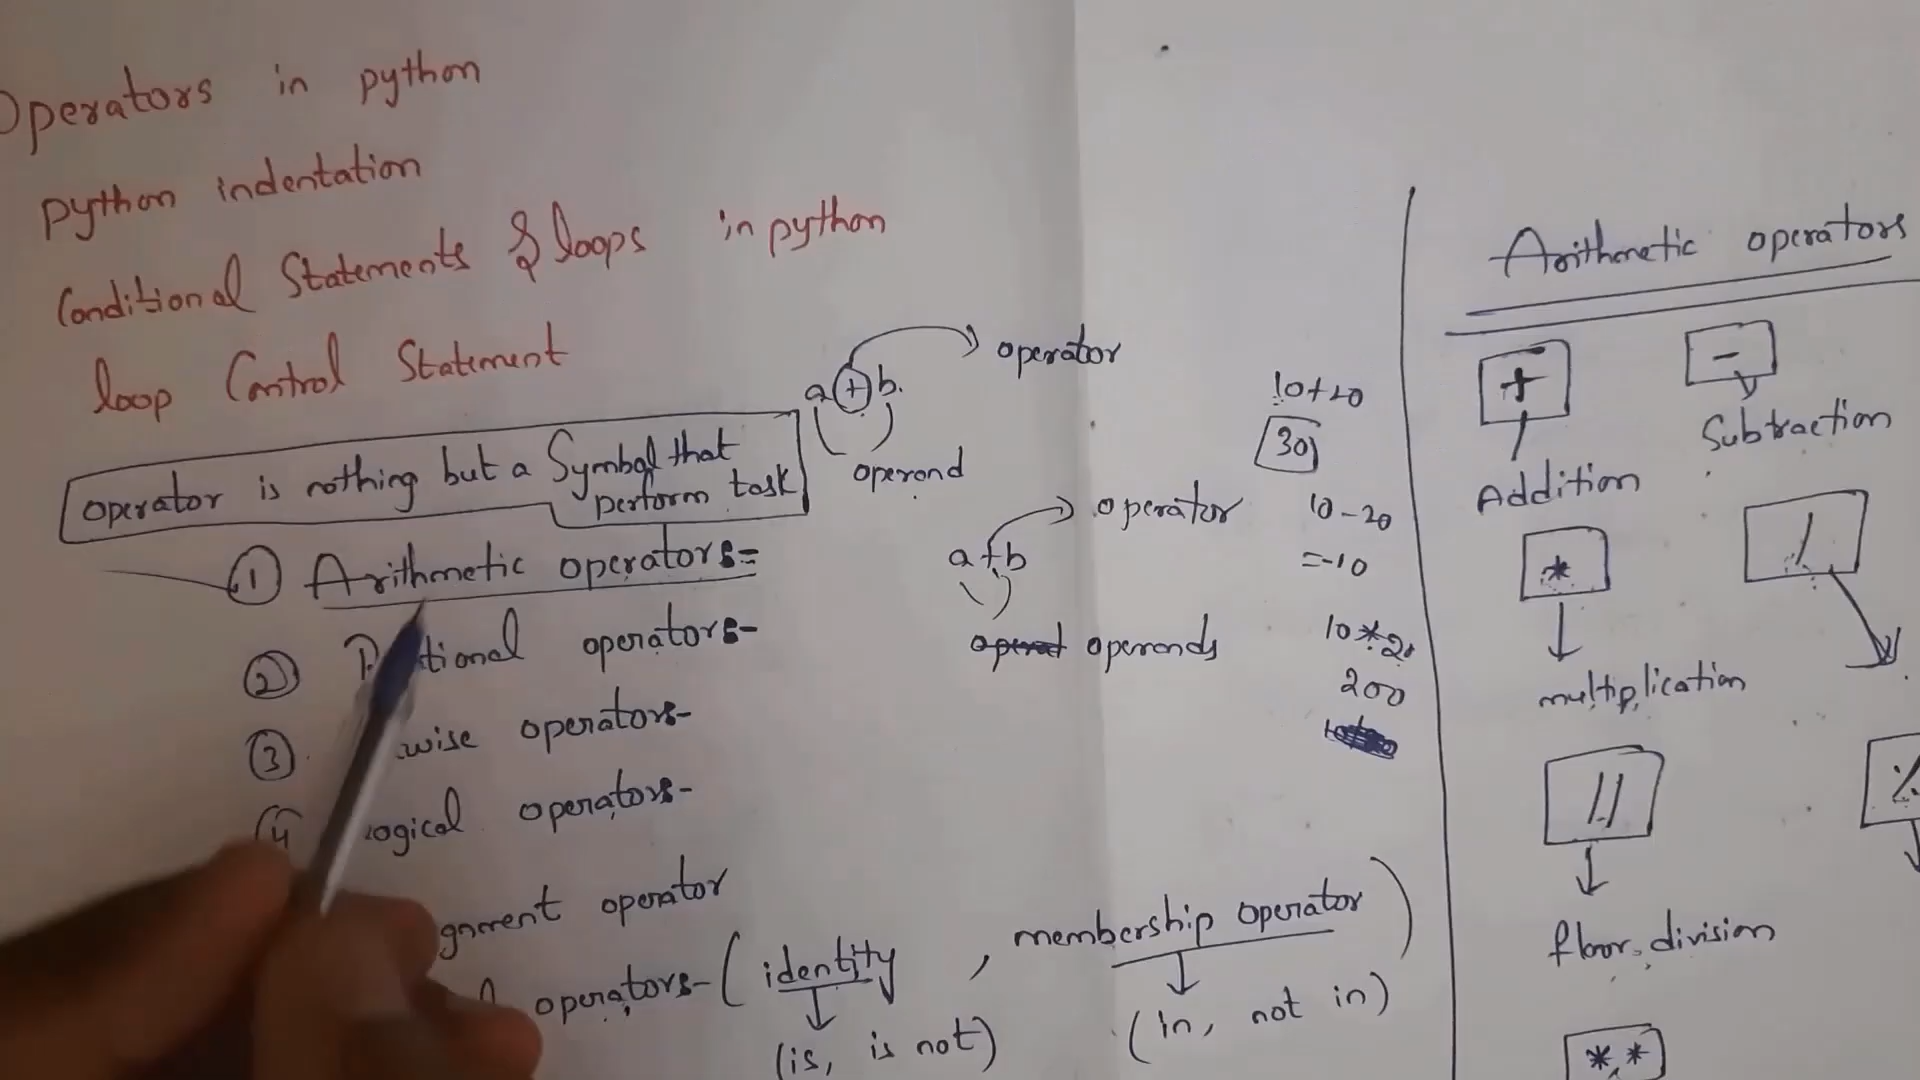 Operators in python
python indentation
Conditional Statements & loops in python
loop Control Statement
operator is nothing but a Symbol that
perform task
a + b.
operator
operand
① Arithmetic operators=
② operators-
③ wise operators-
④ logical operators-
operator
operators- ( identity , membership operator )
(is, is not) (in, not in)
a+b
operator
operat operands
10+20
30
10-20
=-10
10*20
200
Arithmetic operators
+ -
Addition Subtraction
* /
multiplication
// %
floor division
**